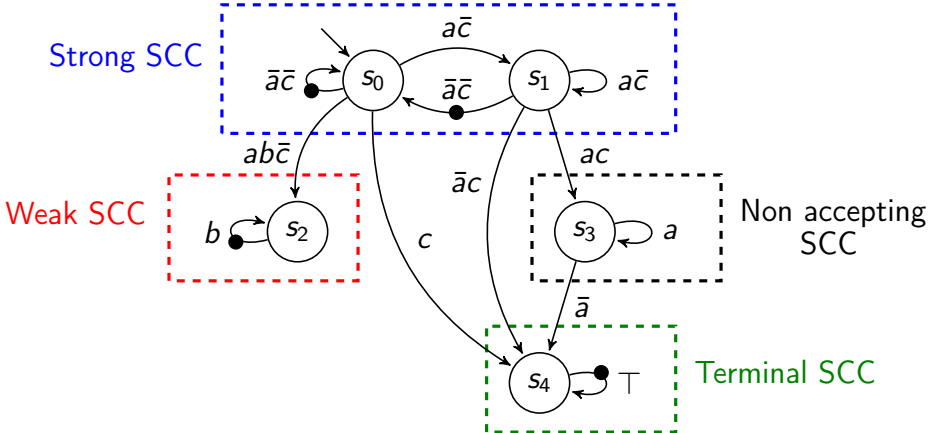 Strong SCC
āc̄
s₀
ac̄
āc̄
s₁
ac̄
abc̄
āc
ac
Weak SCC
b
s₂
c
s₃
a
Non accepting
SCC
ā
s₄
⊤
Terminal SCC